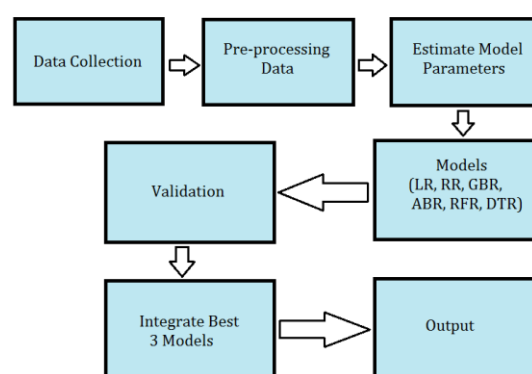 Data Collection
Pre-processing
Data
Estimate Model
Parameters
Models
(LR, RR, GBR,
ABR, RFR, DTR)
Validation
Integrate Best
3 Models
Output